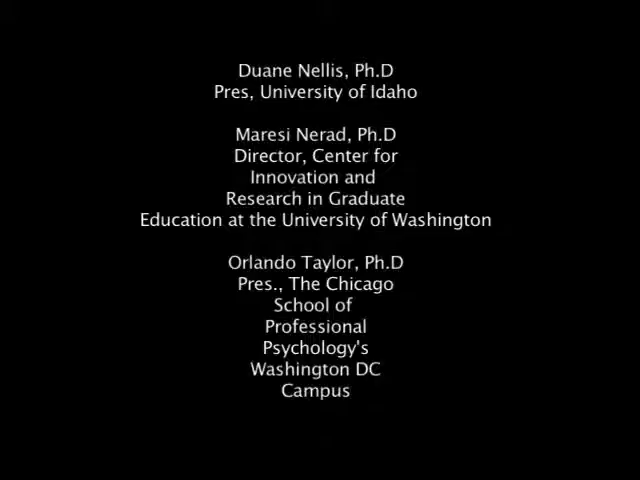 Duane Nellis, Ph.D
Pres, University of Idaho
Maresi Nerad, Ph.D
Director, Center for
Innovation and
Research in Graduate
Education at the University of Washington
Orlando Taylor, Ph.D
Pres., The Chicago
School of
Professional
Psychology's
Washington DC
Campus